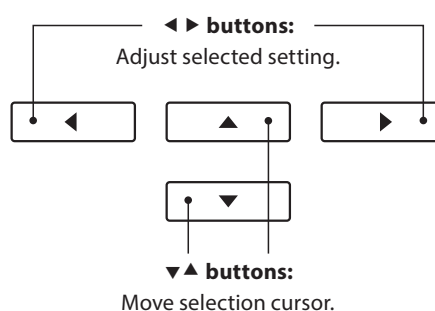 ◀ ▶ buttons:
Adjust selected setting.
▼▲ buttons:
Move selection cursor.